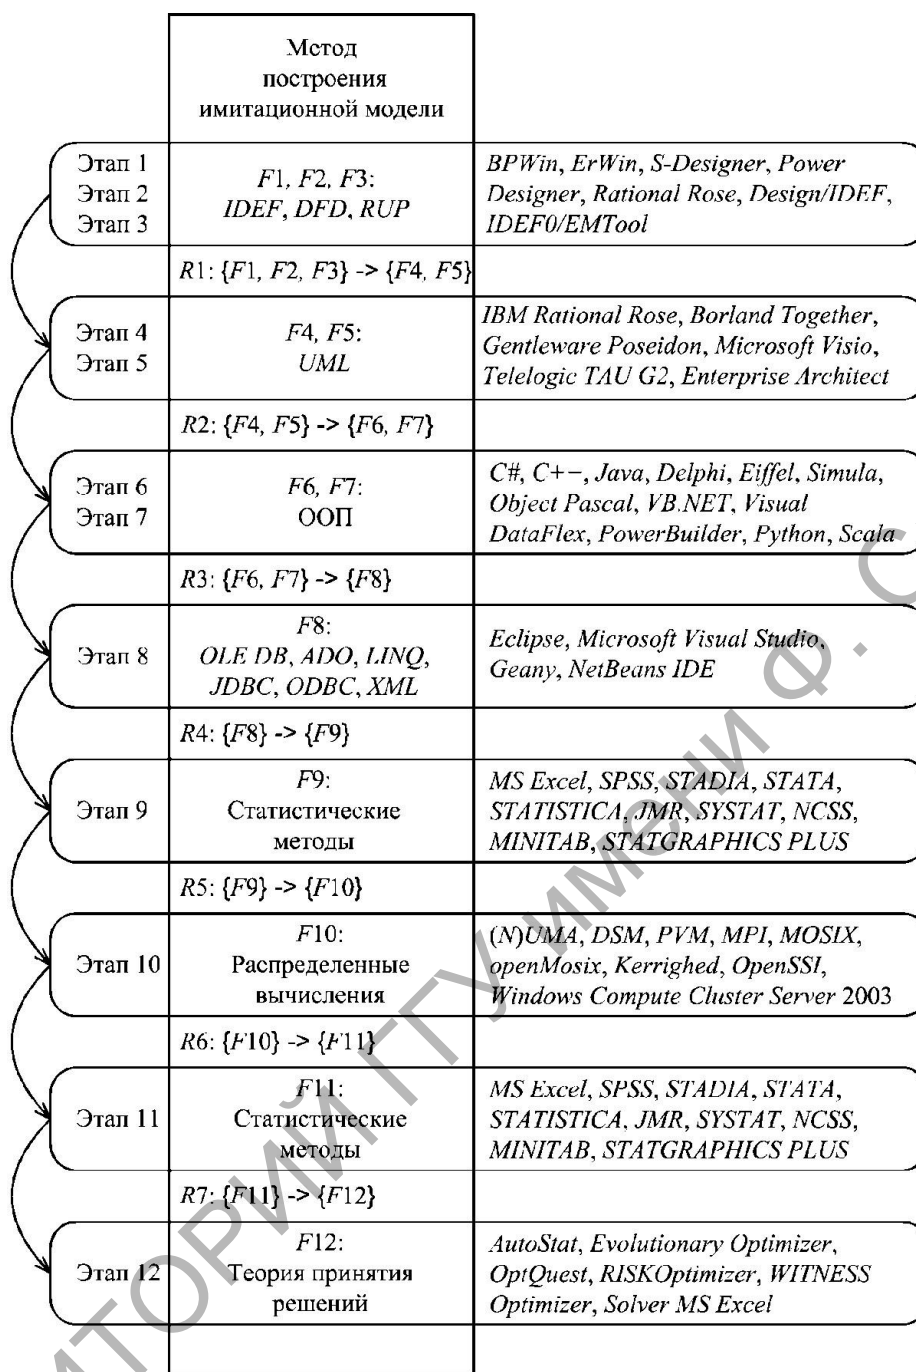 Метод
построения
имитационной модели
Этап 1
Этап 2
Этап 3
F1, F2, F3:
IDEF, DFD, RUP
BPWin, ErWin, S-Designer, Power
Designer, Rational Rose, Design/IDEF,
IDEF0/EMTool
R1: {F1, F2, F3} -> {F4, F5}
Этап 4
Этап 5
F4, F5:
UML
IBM Rational Rose, Borland Together,
Gentleware Poseidon, Microsoft Visio,
Telelogic TAU G2, Enterprise Architect
R2: {F4, F5} -> {F6, F7}
Этап 6
Этап 7
F6, F7:
ООП
C#, C+−, Java, Delphi, Eiffel, Simula,
Object Pascal, VB.NET, Visual
DataFlex, PowerBuilder, Python, Scala
R3: {F6, F7} -> {F8}
Этап 8
F8:
OLE DB, ADO, LINQ,
JDBC, ODBC, XML
Eclipse, Microsoft Visual Studio,
Geany, NetBeans IDE
R4: {F8} -> {F9}
Этап 9
F9:
Статистические
методы
MS Excel, SPSS, STADIA, STATA,
STATISTICA, JMR, SYSTAT, NCSS,
MINITAB, STATGRAPHICS PLUS
R5: {F9} -> {F10}
Этап 10
F10:
Распределенные
вычисления
(N)UMA, DSM, PVM, MPI, MOSIX,
openMosix, Kerrighed, OpenSSI,
Windows Compute Cluster Server 2003
R6: {F10} -> {F11}
Этап 11
F11:
Статистические
методы
MS Excel, SPSS, STADIA, STATA,
STATISTICA, JMR, SYSTAT, NCSS,
MINITAB, STATGRAPHICS PLUS
R7: {F11} -> {F12}
Этап 12
F12:
Теория принятия
решений
AutoStat, Evolutionary Optimizer,
OptQuest, RISKOptimizer, WITNESS
Optimizer, Solver MS Excel
ИТОРИЙ ГГУ имени Ф. С